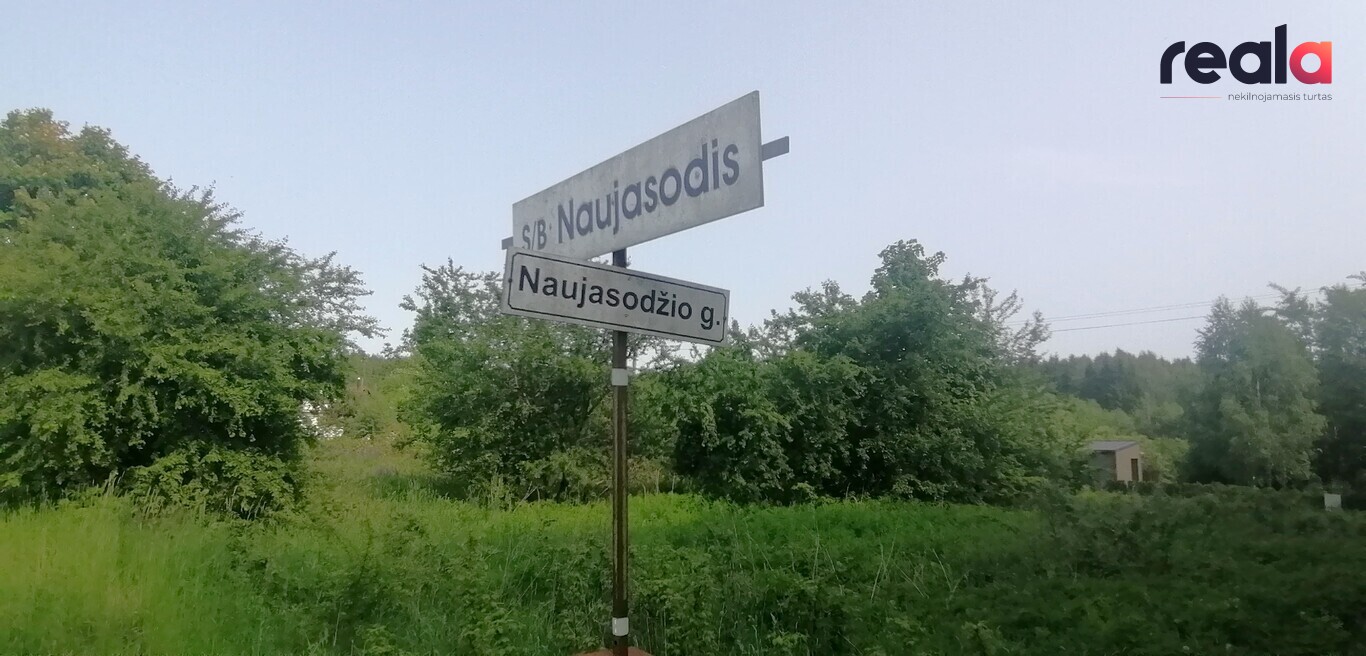 reala
nekilnojamasis turtas
S/B Naujasodis
Naujasodžio g.